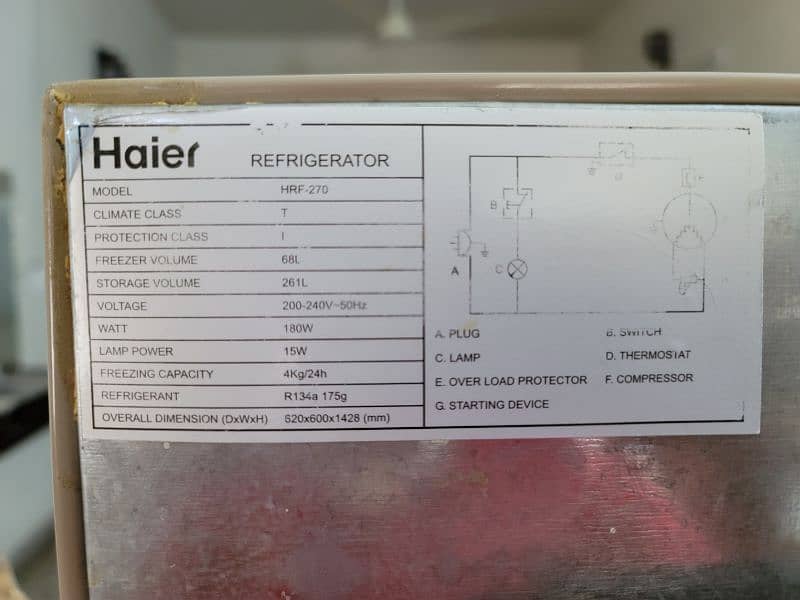 Haier REFRIGERATOR
MODEL HRF-270
CLIMATE CLASS T
PROTECTION CLASS I
FREEZER VOLUME 68L
STORAGE VOLUME 261L
VOLTAGE 200-240V~50Hz
WATT 180W
LAMP POWER 15W
FREEZING CAPACITY 4Kg/24h
REFRIGERANT R134a 175g
OVERALL DIMENSION (DxWxH) 620x600x1428 (mm)
B
A
C
A. PLUG B. SWITCH
C. LAMP D. THERMOSTAT
E. OVER LOAD PROTECTOR F. COMPRESSOR
G. STARTING DEVICE